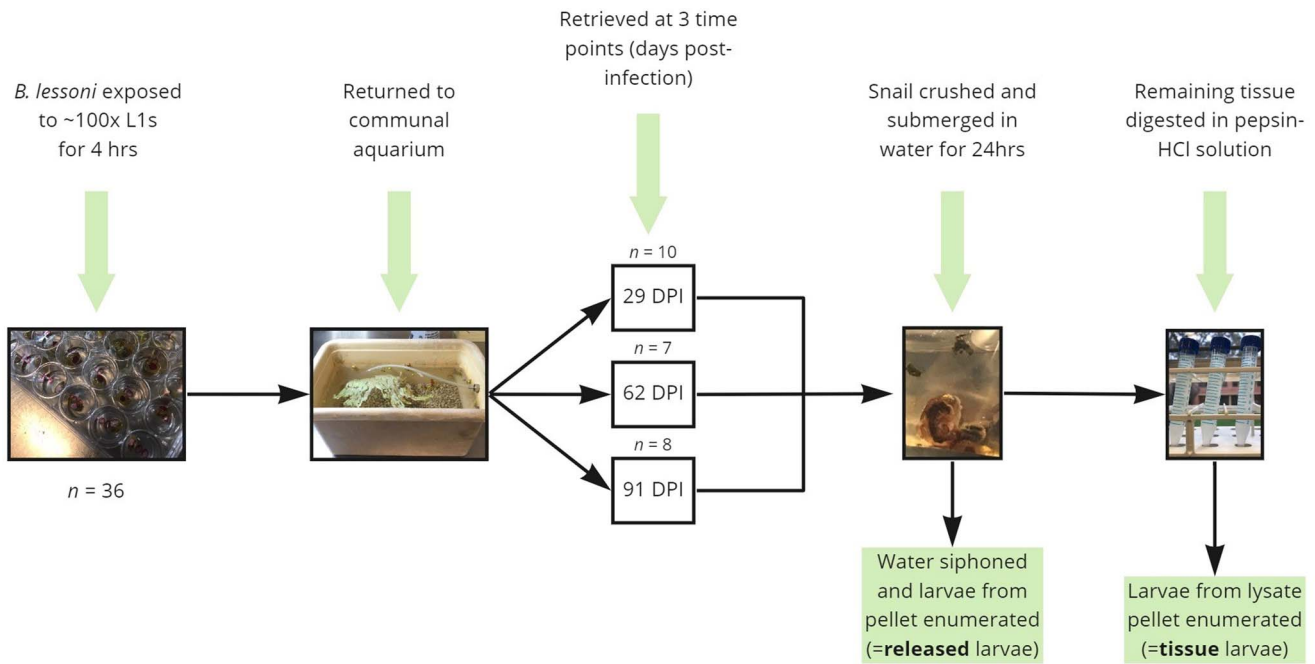 B. lessoni exposed
to ~100x L1s
for 4 hrs
Returned to
communal
aquarium
Retrieved at 3 time
points (days post-
infection)
Snail crushed and
submerged in
water for 24hrs
Remaining tissue
digested in pepsin-
HCl solution
n = 36
n = 10
29 DPI
n = 7
62 DPI
n = 8
91 DPI
Water siphoned
and larvae from
pellet enumerated
(=released larvae)
Larvae from lysate
pellet enumerated
(=tissue larvae)